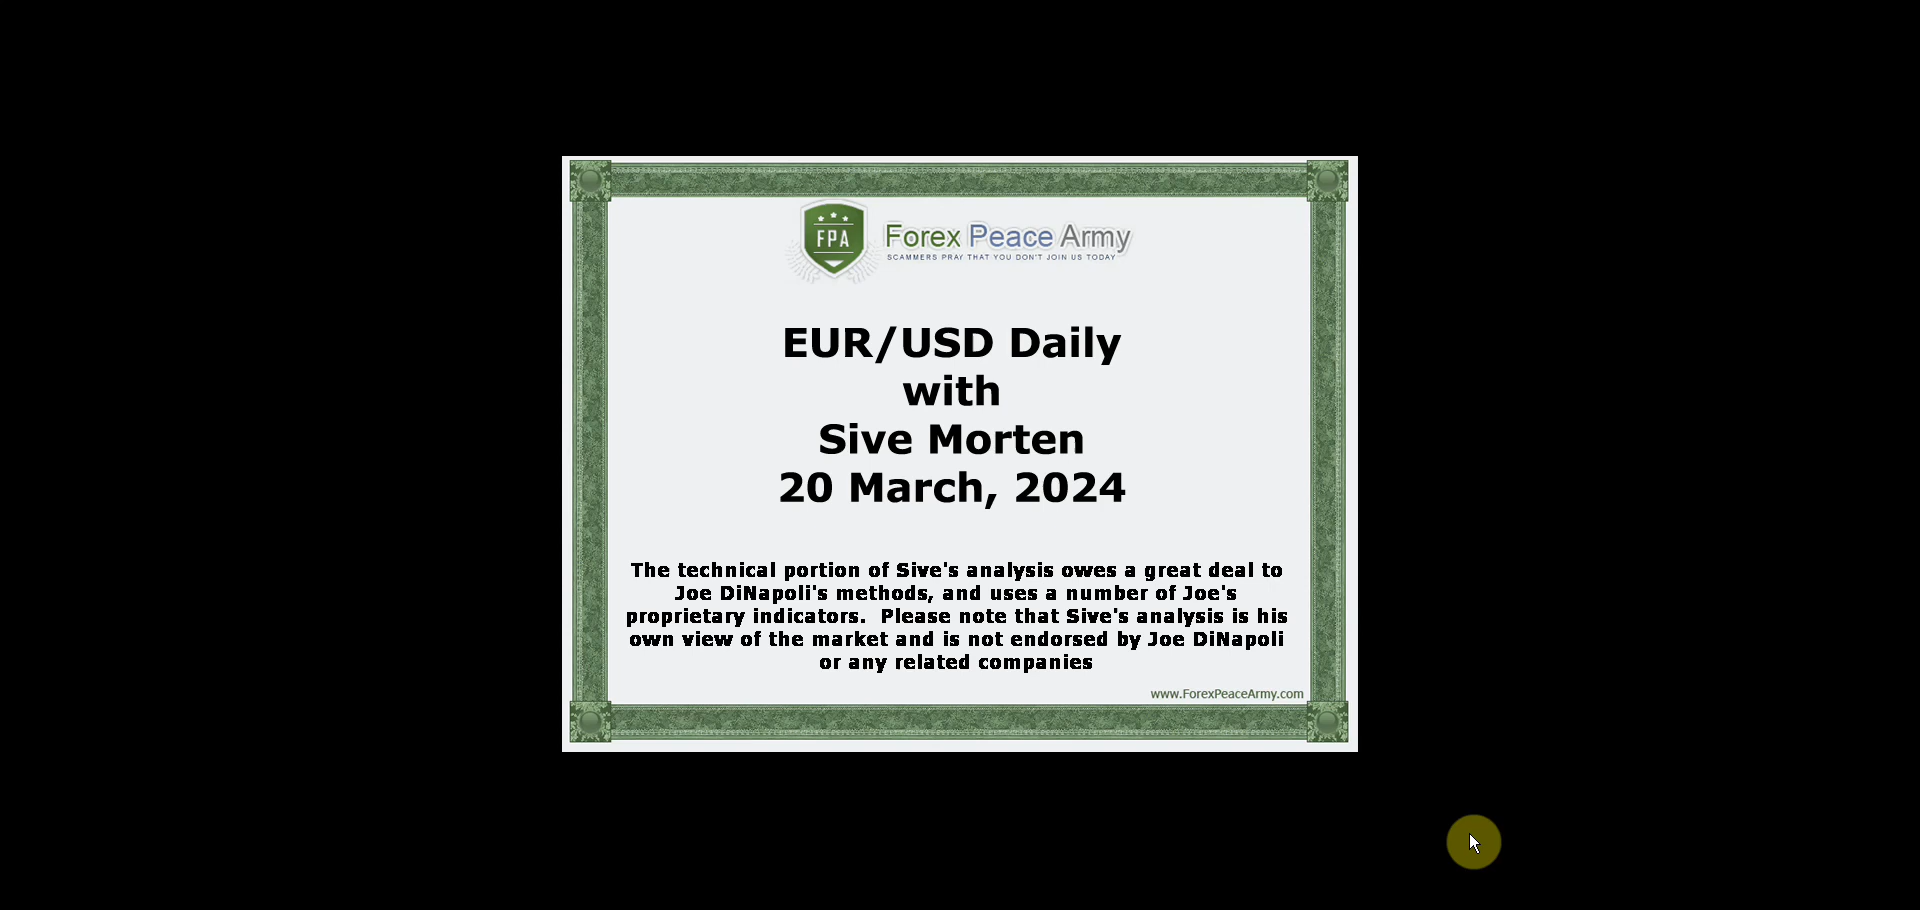 FPA
Forex Peace Army
SCAMMERS PRAY THAT YOU DON'T JOIN US TODAY
EUR/USD Daily
with
Sive Morten
20 March, 2024
The technical portion of Sive's analysis owes a great deal to
Joe DiNapoli's methods, and uses a number of Joe's
proprietary indicators.  Please note that Sive's analysis is his
own view of the market and is not endorsed by Joe DiNapoli
or any related companies
www.ForexPeaceArmy.com